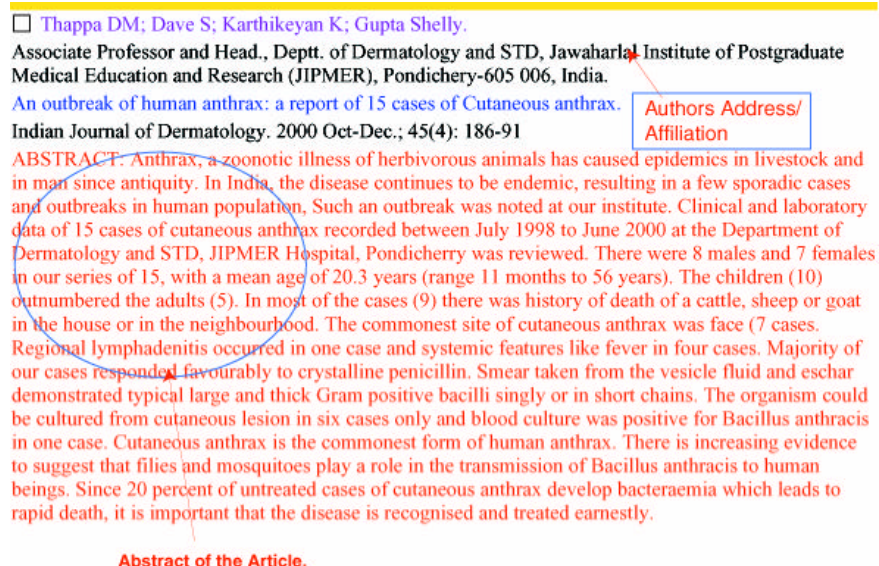 Thappa DM; Dave S; Karthikeyan K; Gupta Shelly.
Associate Professor and Head., Deptt. of Dermatology and STD, Jawaharlal Institute of Postgraduate
Medical Education and Research (JIPMER), Pondichery-605 006, India.
An outbreak of human anthrax: a report of 15 cases of Cutaneous anthrax.
Indian Journal of Dermatology. 2000 Oct-Dec.; 45(4): 186-91
Authors Address/
Affiliation
ABSTRACT: Anthrax, a zoonotic illness of herbivorous animals has caused epidemics in livestock and
in man since antiquity. In India, the disease continues to be endemic, resulting in a few sporadic cases
and outbreaks in human population, Such an outbreak was noted at our institute. Clinical and laboratory
data of 15 cases of cutaneous anthrax recorded between July 1998 to June 2000 at the Department of
Dermatology and STD, JIPMER Hospital, Pondicherry was reviewed. There were 8 males and 7 females
in our series of 15, with a mean age of 20.3 years (range 11 months to 56 years). The children (10)
outnumbered the adults (5). In most of the cases (9) there was history of death of a cattle, sheep or goat
in the house or in the neighbourhood. The commonest site of cutaneous anthrax was face (7 cases.
Regional lymphadenitis occurred in one case and systemic features like fever in four cases. Majority of
our cases responded favourably to crystalline penicillin. Smear taken from the vesicle fluid and eschar
demonstrated typical large and thick Gram positive bacilli singly or in short chains. The organism could
be cultured from cutaneous lesion in six cases only and blood culture was positive for Bacillus anthracis
in one case. Cutaneous anthrax is the commonest form of human anthrax. There is increasing evidence
to suggest that filies and mosquitoes play a role in the transmission of Bacillus anthracis to human
beings. Since 20 percent of untreated cases of cutaneous anthrax develop bacteraemia which leads to
rapid death, it is important that the disease is recognised and treated earnestly.
Abstract of the Article.